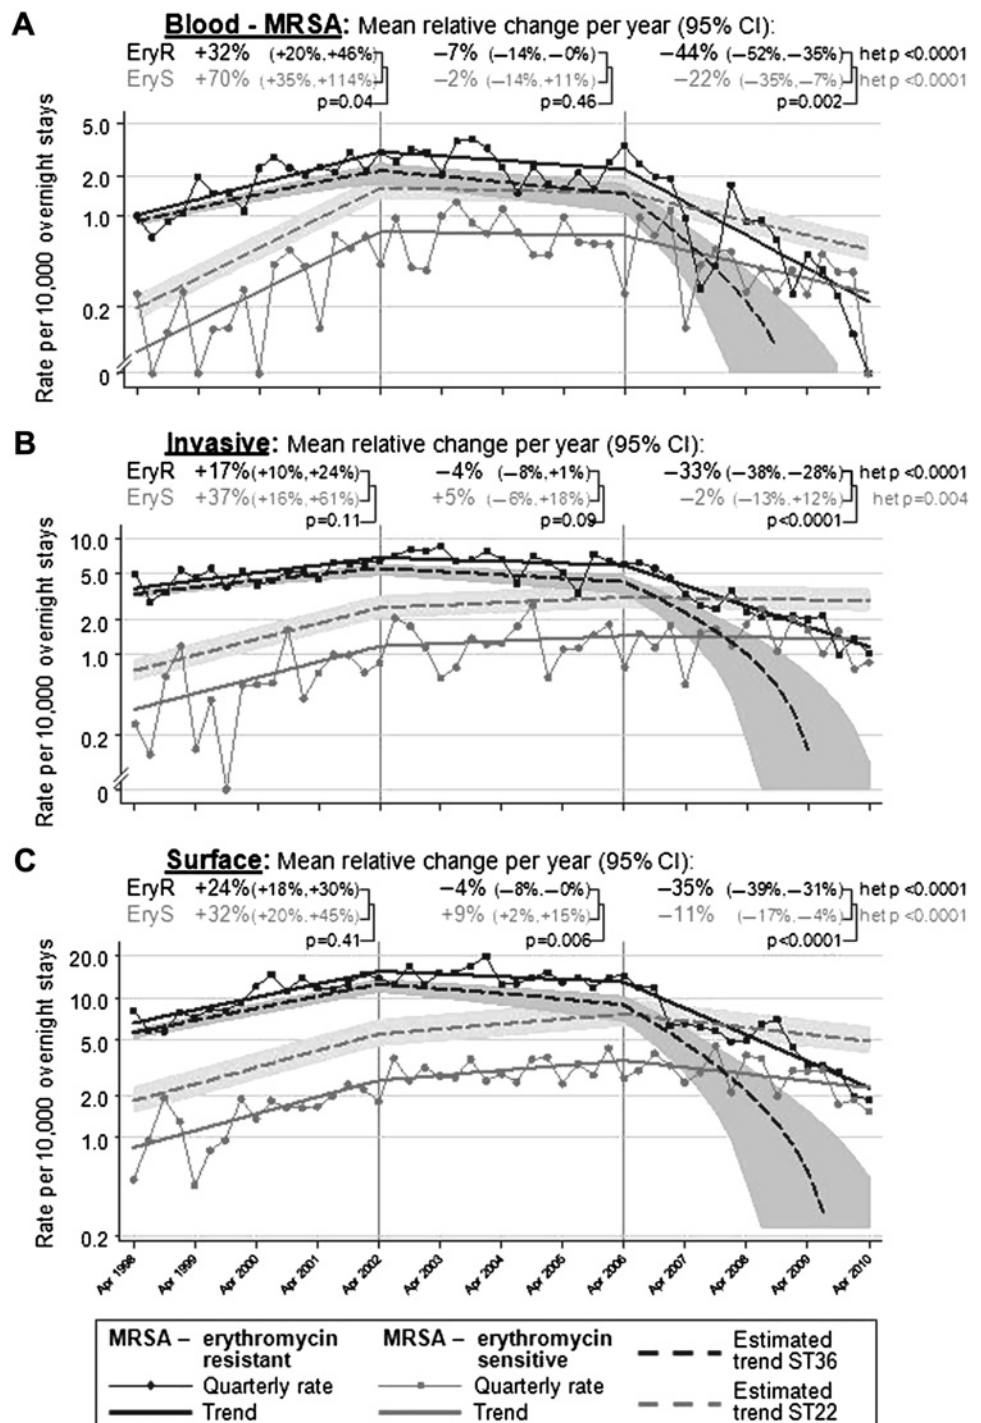 A Blood - MRSA: Mean relative change per year (95% CI):
EryR +32% (+20%,+46%) −7% (−14%,−0%) −44% (−52%,−35%) het p <0.0001
EryS +70% (+35%,+114%) −2% (−14%,+11%) −22% (−35%,−7%) het p <0.0001
p=0.04 p=0.46 p=0.002
Rate per 10,000 overnight stays
5.0
2.0
1.0
0.2
0
B Invasive: Mean relative change per year (95% CI):
EryR +17% (+10%,+24%) −4% (−8%,+1%) −33% (−38%,−28%) het p <0.0001
EryS +37% (+16%,+61%) +5% (−6%,+18%) −2% (−13%,+12%) het p=0.004
p=0.11 p=0.09 p<0.0001
Rate per 10,000 overnight stays
10.0
5.0
2.0
1.0
0.2
0
C Surface: Mean relative change per year (95% CI):
EryR +24% (+18%,+30%) −4% (−8%,−0%) −35% (−39%,−31%) het p <0.0001
EryS +32% (+20%,+45%) +9% (+2%,+15%) −11% (−17%,−4%) het p <0.0001
p=0.41 p=0.006 p<0.0001
Rate per 10,000 overnight stays
20.0
10.0
5.0
2.0
1.0
0.2
Apr 1998 Apr 1999 Apr 2000 Apr 2001 Apr 2002 Apr 2003 Apr 2004 Apr 2005 Apr 2006 Apr 2007 Apr 2008 Apr 2009 Apr 2010
MRSA – erythromycin resistant
Quarterly rate
Trend
MRSA – erythromycin sensitive
Quarterly rate
Trend
Estimated
trend ST36
Estimated
trend ST22